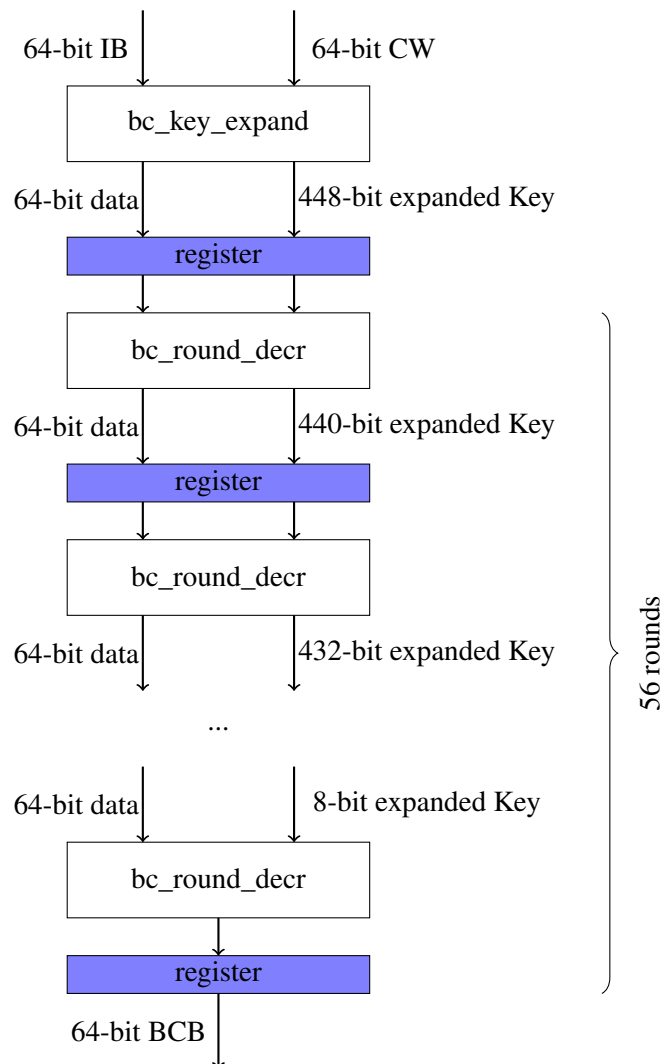 64-bit IB
64-bit CW
bc_key_expand
64-bit data
448-bit expanded Key
register
bc_round_decr
64-bit data
440-bit expanded Key
register
bc_round_decr
64-bit data
432-bit expanded Key
...
64-bit data
8-bit expanded Key
bc_round_decr
register
64-bit BCB
56 rounds